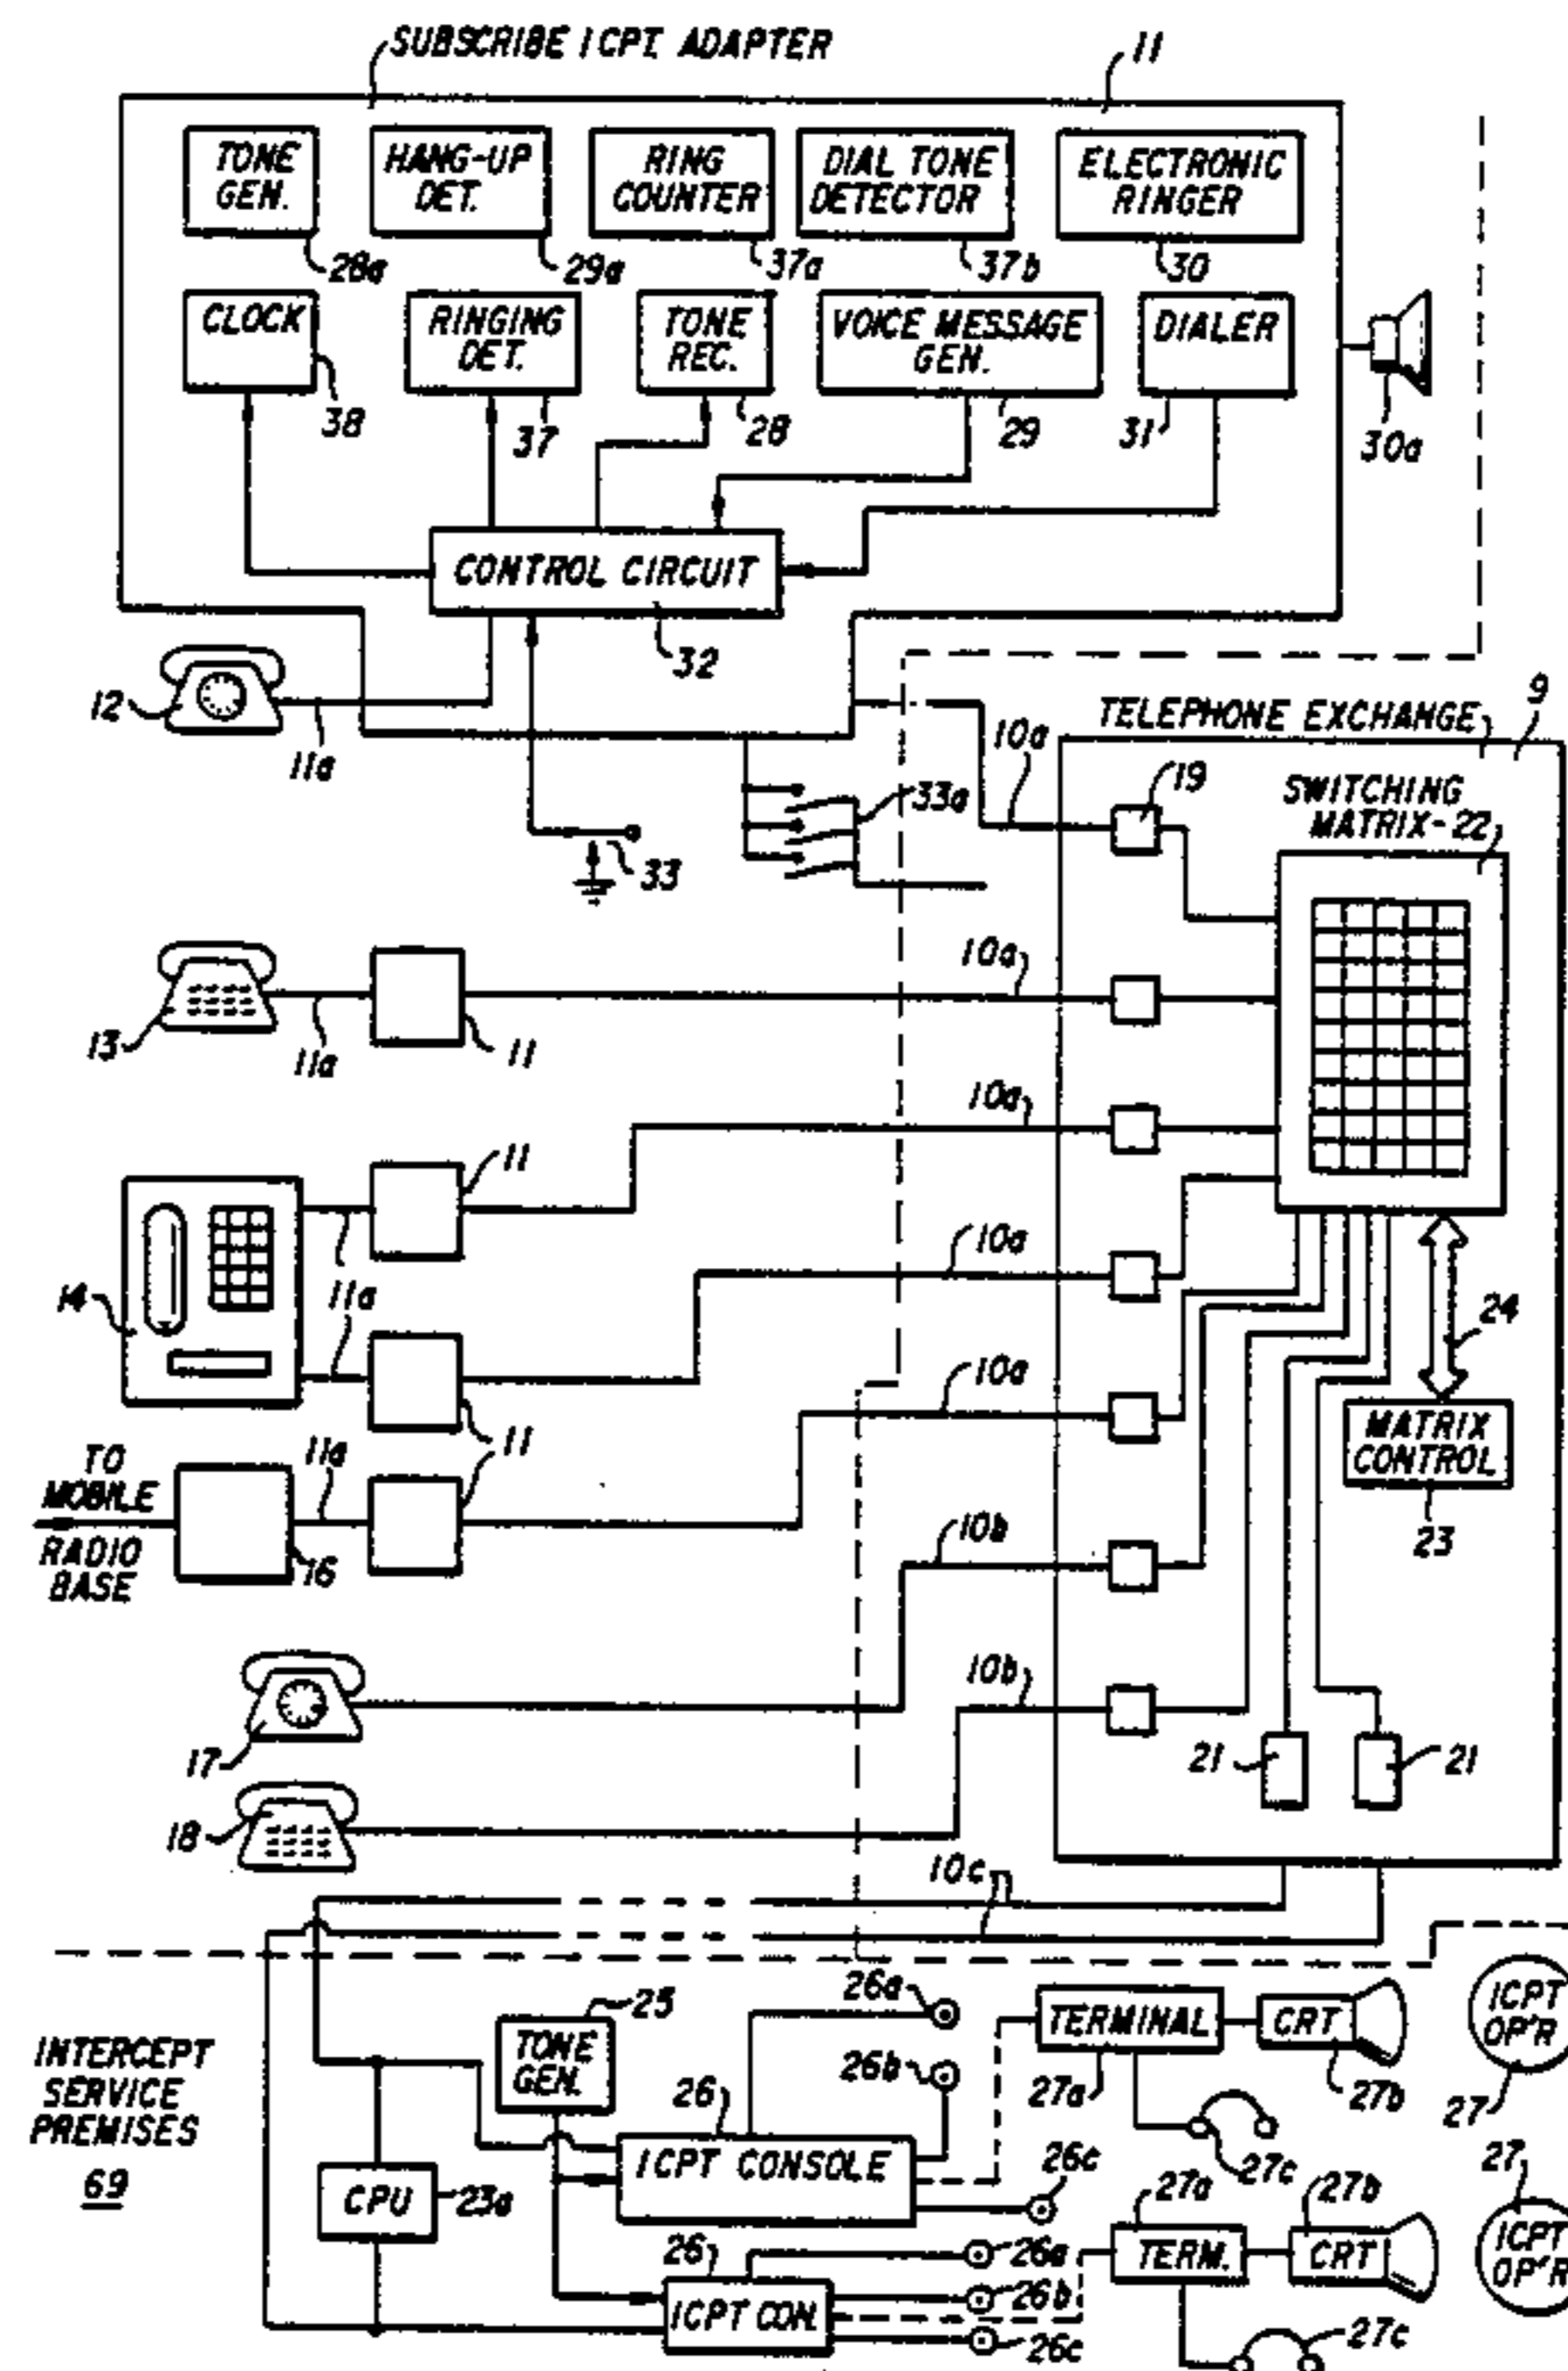 SUBSCRIBE ICPT. ADAPTER
11
TONE GEN.
28a
HANG-UP DET.
29a
RING COUNTER
37a
DIAL TONE DETECTOR
37b
ELECTRONIC RINGER
30
CLOCK
38
RINGING DET.
37
TONE REC.
28
VOICE MESSAGE GEN.
29
DIALER
31
30a
CONTROL CIRCUIT
32
12
11a
33
33a
10a
TELEPHONE EXCHANGE
9
19
SWITCHING
MATRIX-22
13
11a
11
10a
10a
11
14
11a
10a
11
24
10a
MATRIX CONTROL
23
TO
MOBILE
RADIO
BASE
16
11a
10b
17
10b
18
21
21
10c
INTERCEPT
SERVICE
PREMISES
69
25
TONE GEN.
26a
26b
26
ICPT CONSOLE
26c
TERMINAL
27a
CRT
27b
27c
ICPT
OP'R
27
CPU
23a
26
ICPT CON.
26a
26b
26c
27a
TERM.
27b
CRT
27c
27
ICPT
OP'R